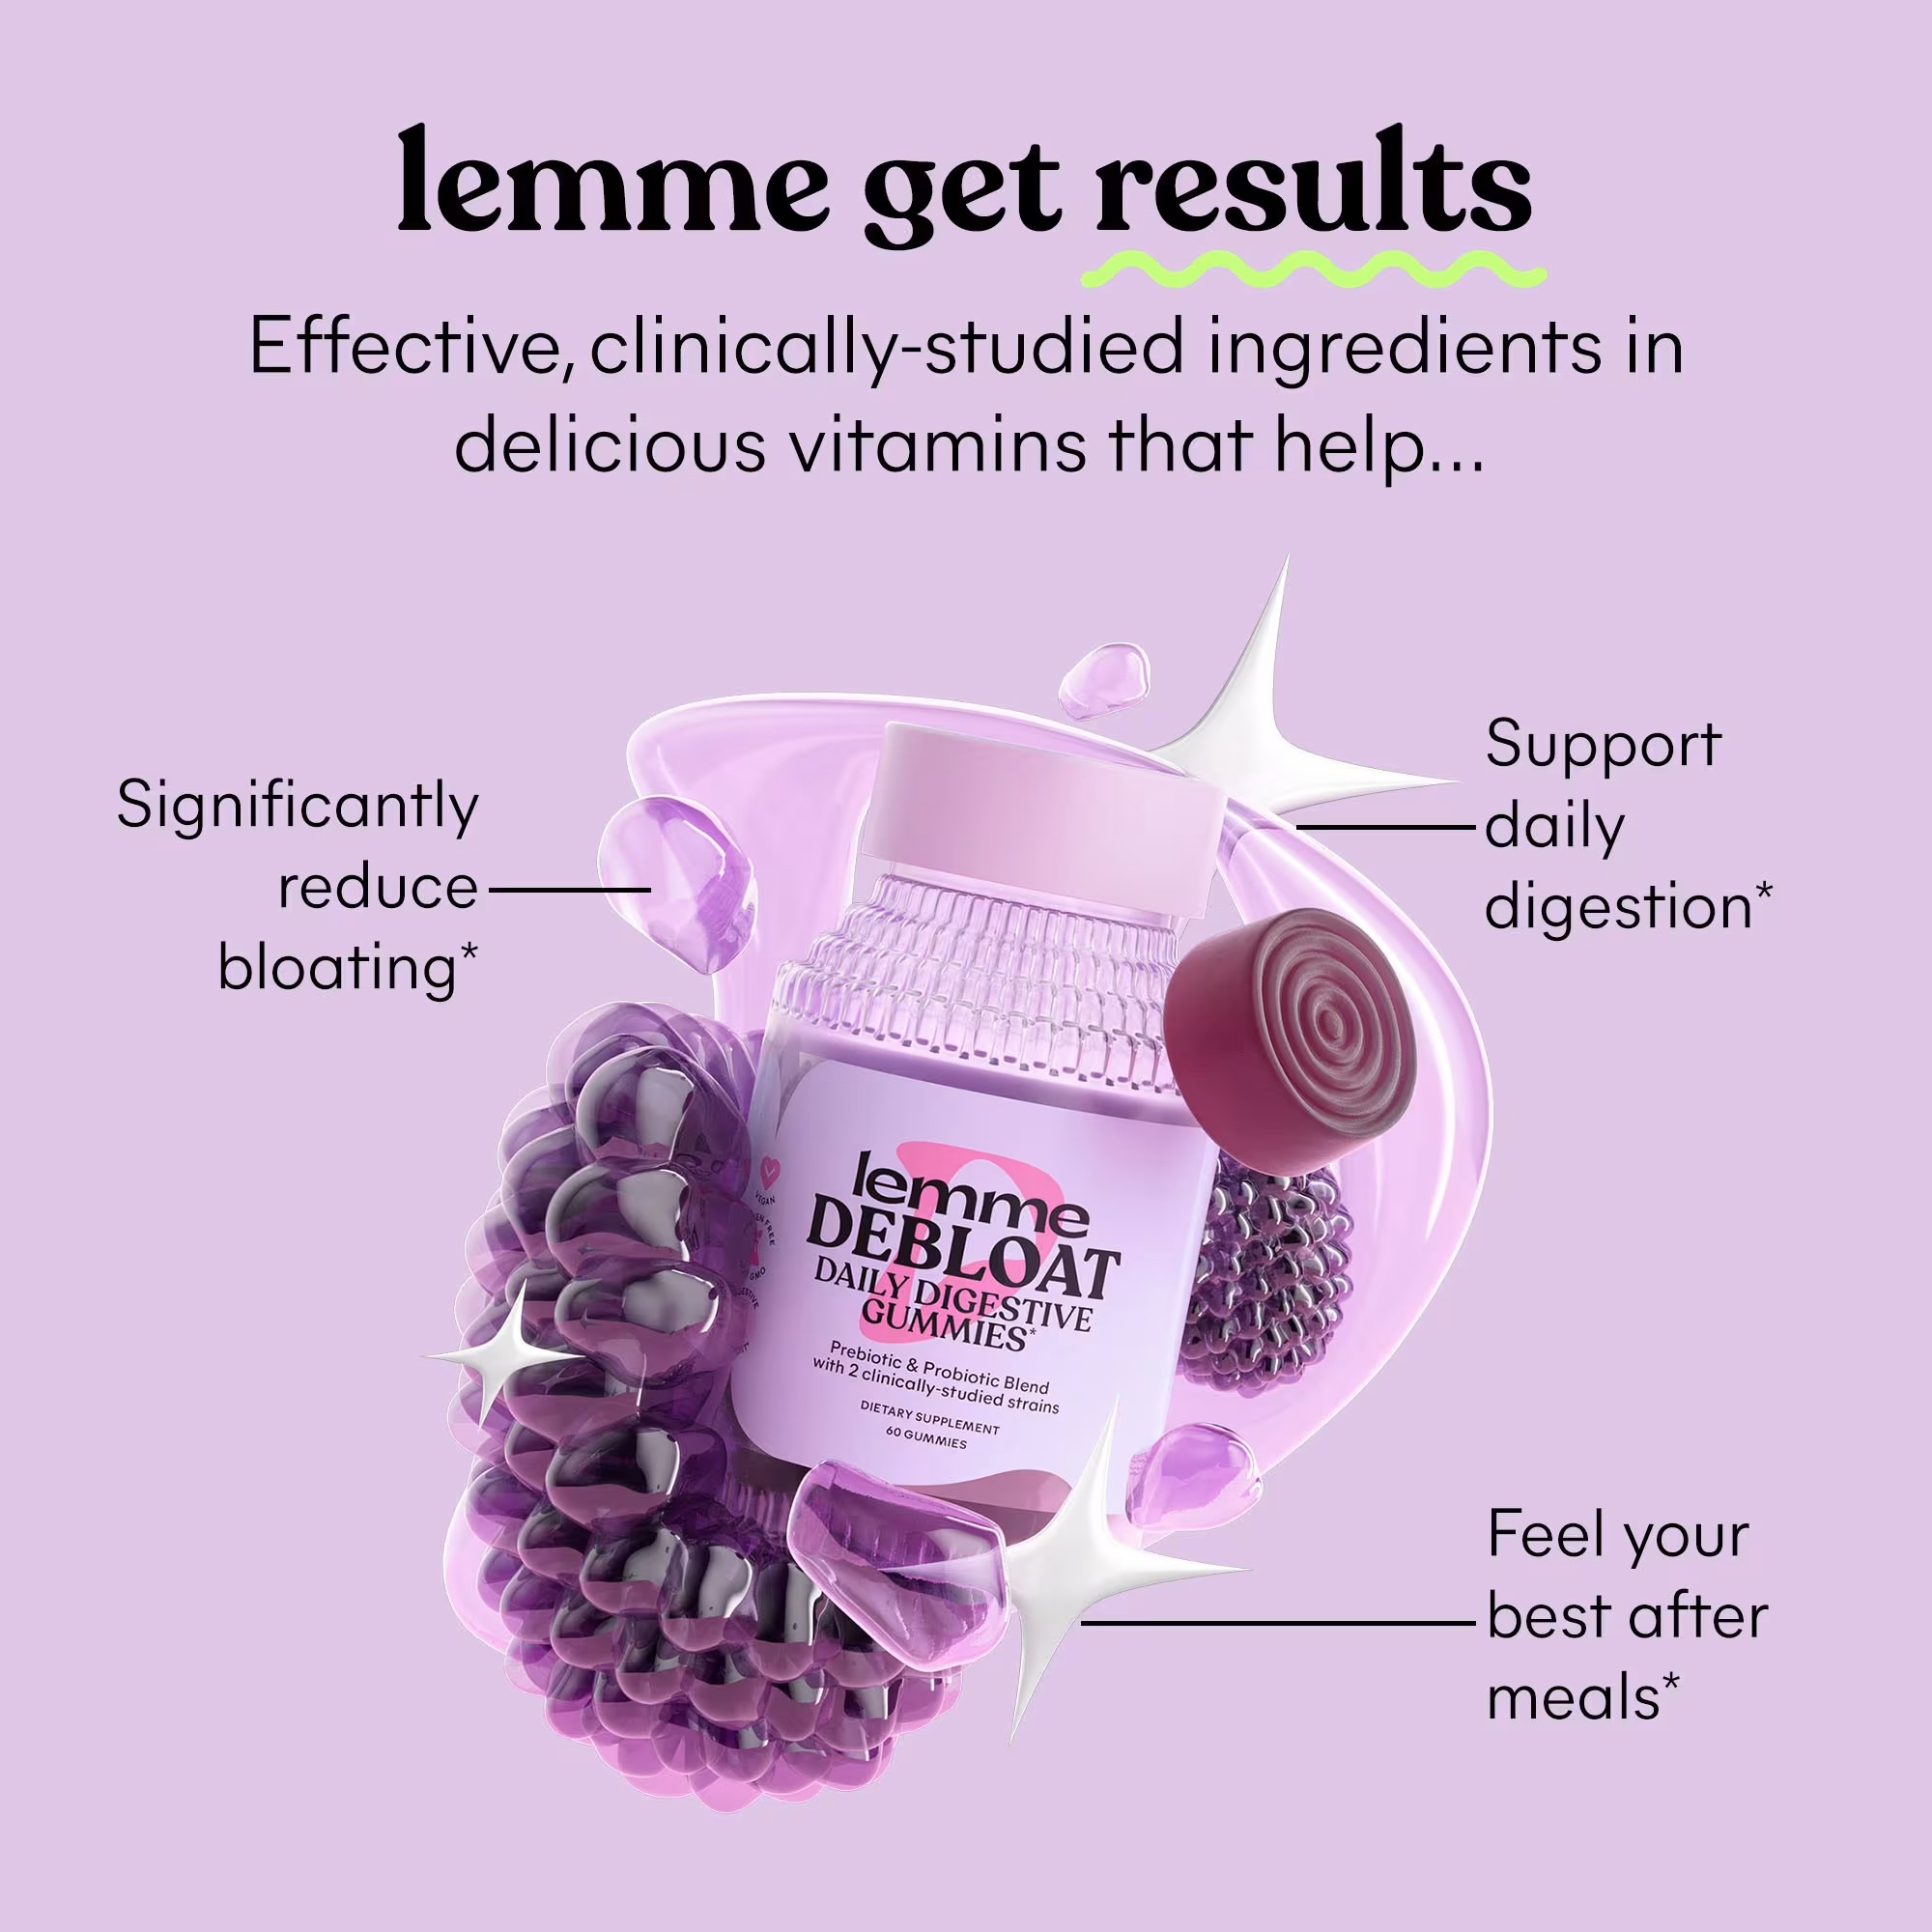 lemme get results
Effective, clinically-studied ingredients in
delicious vitamins that help...
Significantly
reduce
bloating*
Support
daily
digestion*
VEGAN
GMO
lemme
DEBLOAT
DAILY DIGESTIVE
GUMMIES*
Prebiotic & Probiotic Blend
with 2 clinically-studied strains
DIETARY SUPPLEMENT
60 GUMMIES
Feel your
best after
meals*